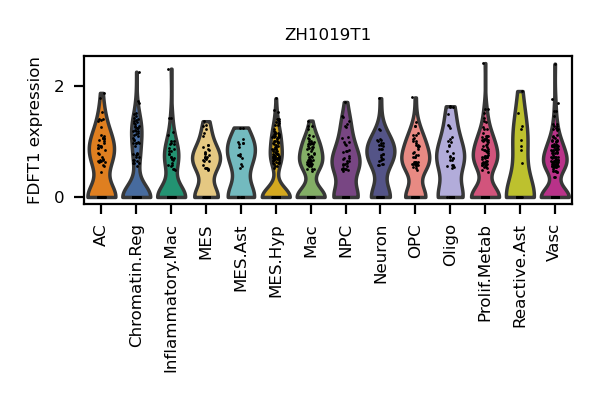 ZH1019T1
FDFT1 expression
2
0
AC
Chromatin.Reg
Inflammatory.Mac
MES
MES.Ast
MES.Hyp
Mac
NPC
Neuron
OPC
Oligo
Prolif.Metab
Reactive.Ast
Vasc